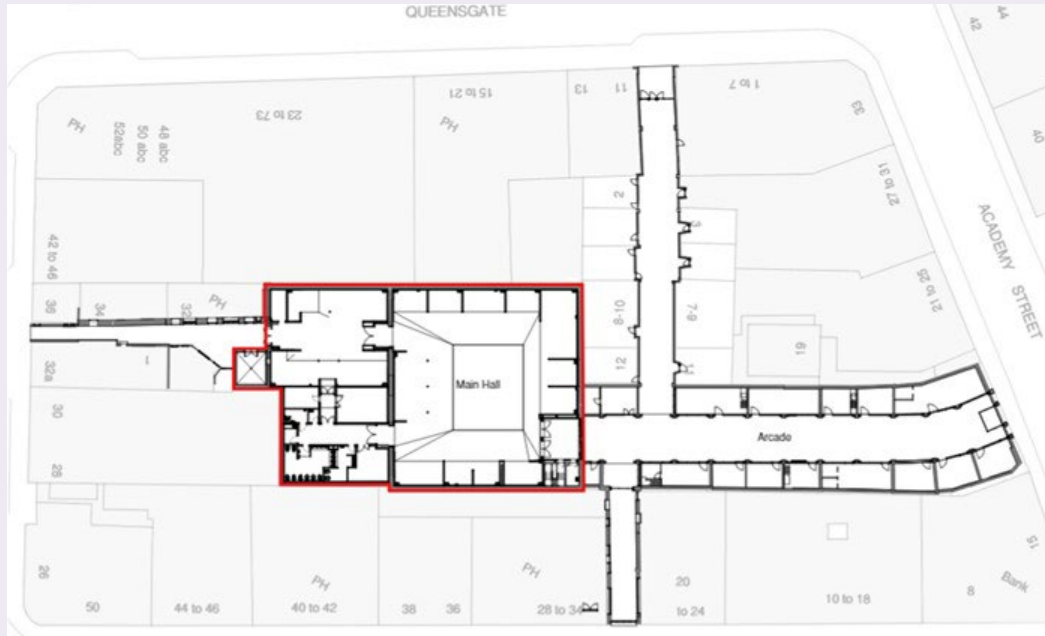 QUEENSGATE
44
42
40
23 to 73
15 to 21
13
11
1 to 7
33
PH
48 abc
50 abc
52abc
PH
27 to 31
ACADEMY STREET
2
3
42 to 46
21 to 25
36
34
32
PH
8-10
7-9
19
1
32a
12
Main Hall
30
Arcade
26
26
PH
PH
15
Bank
50
44 to 46
40 to 42
38
36
28 to 34
20
to 24
10 to 18
8